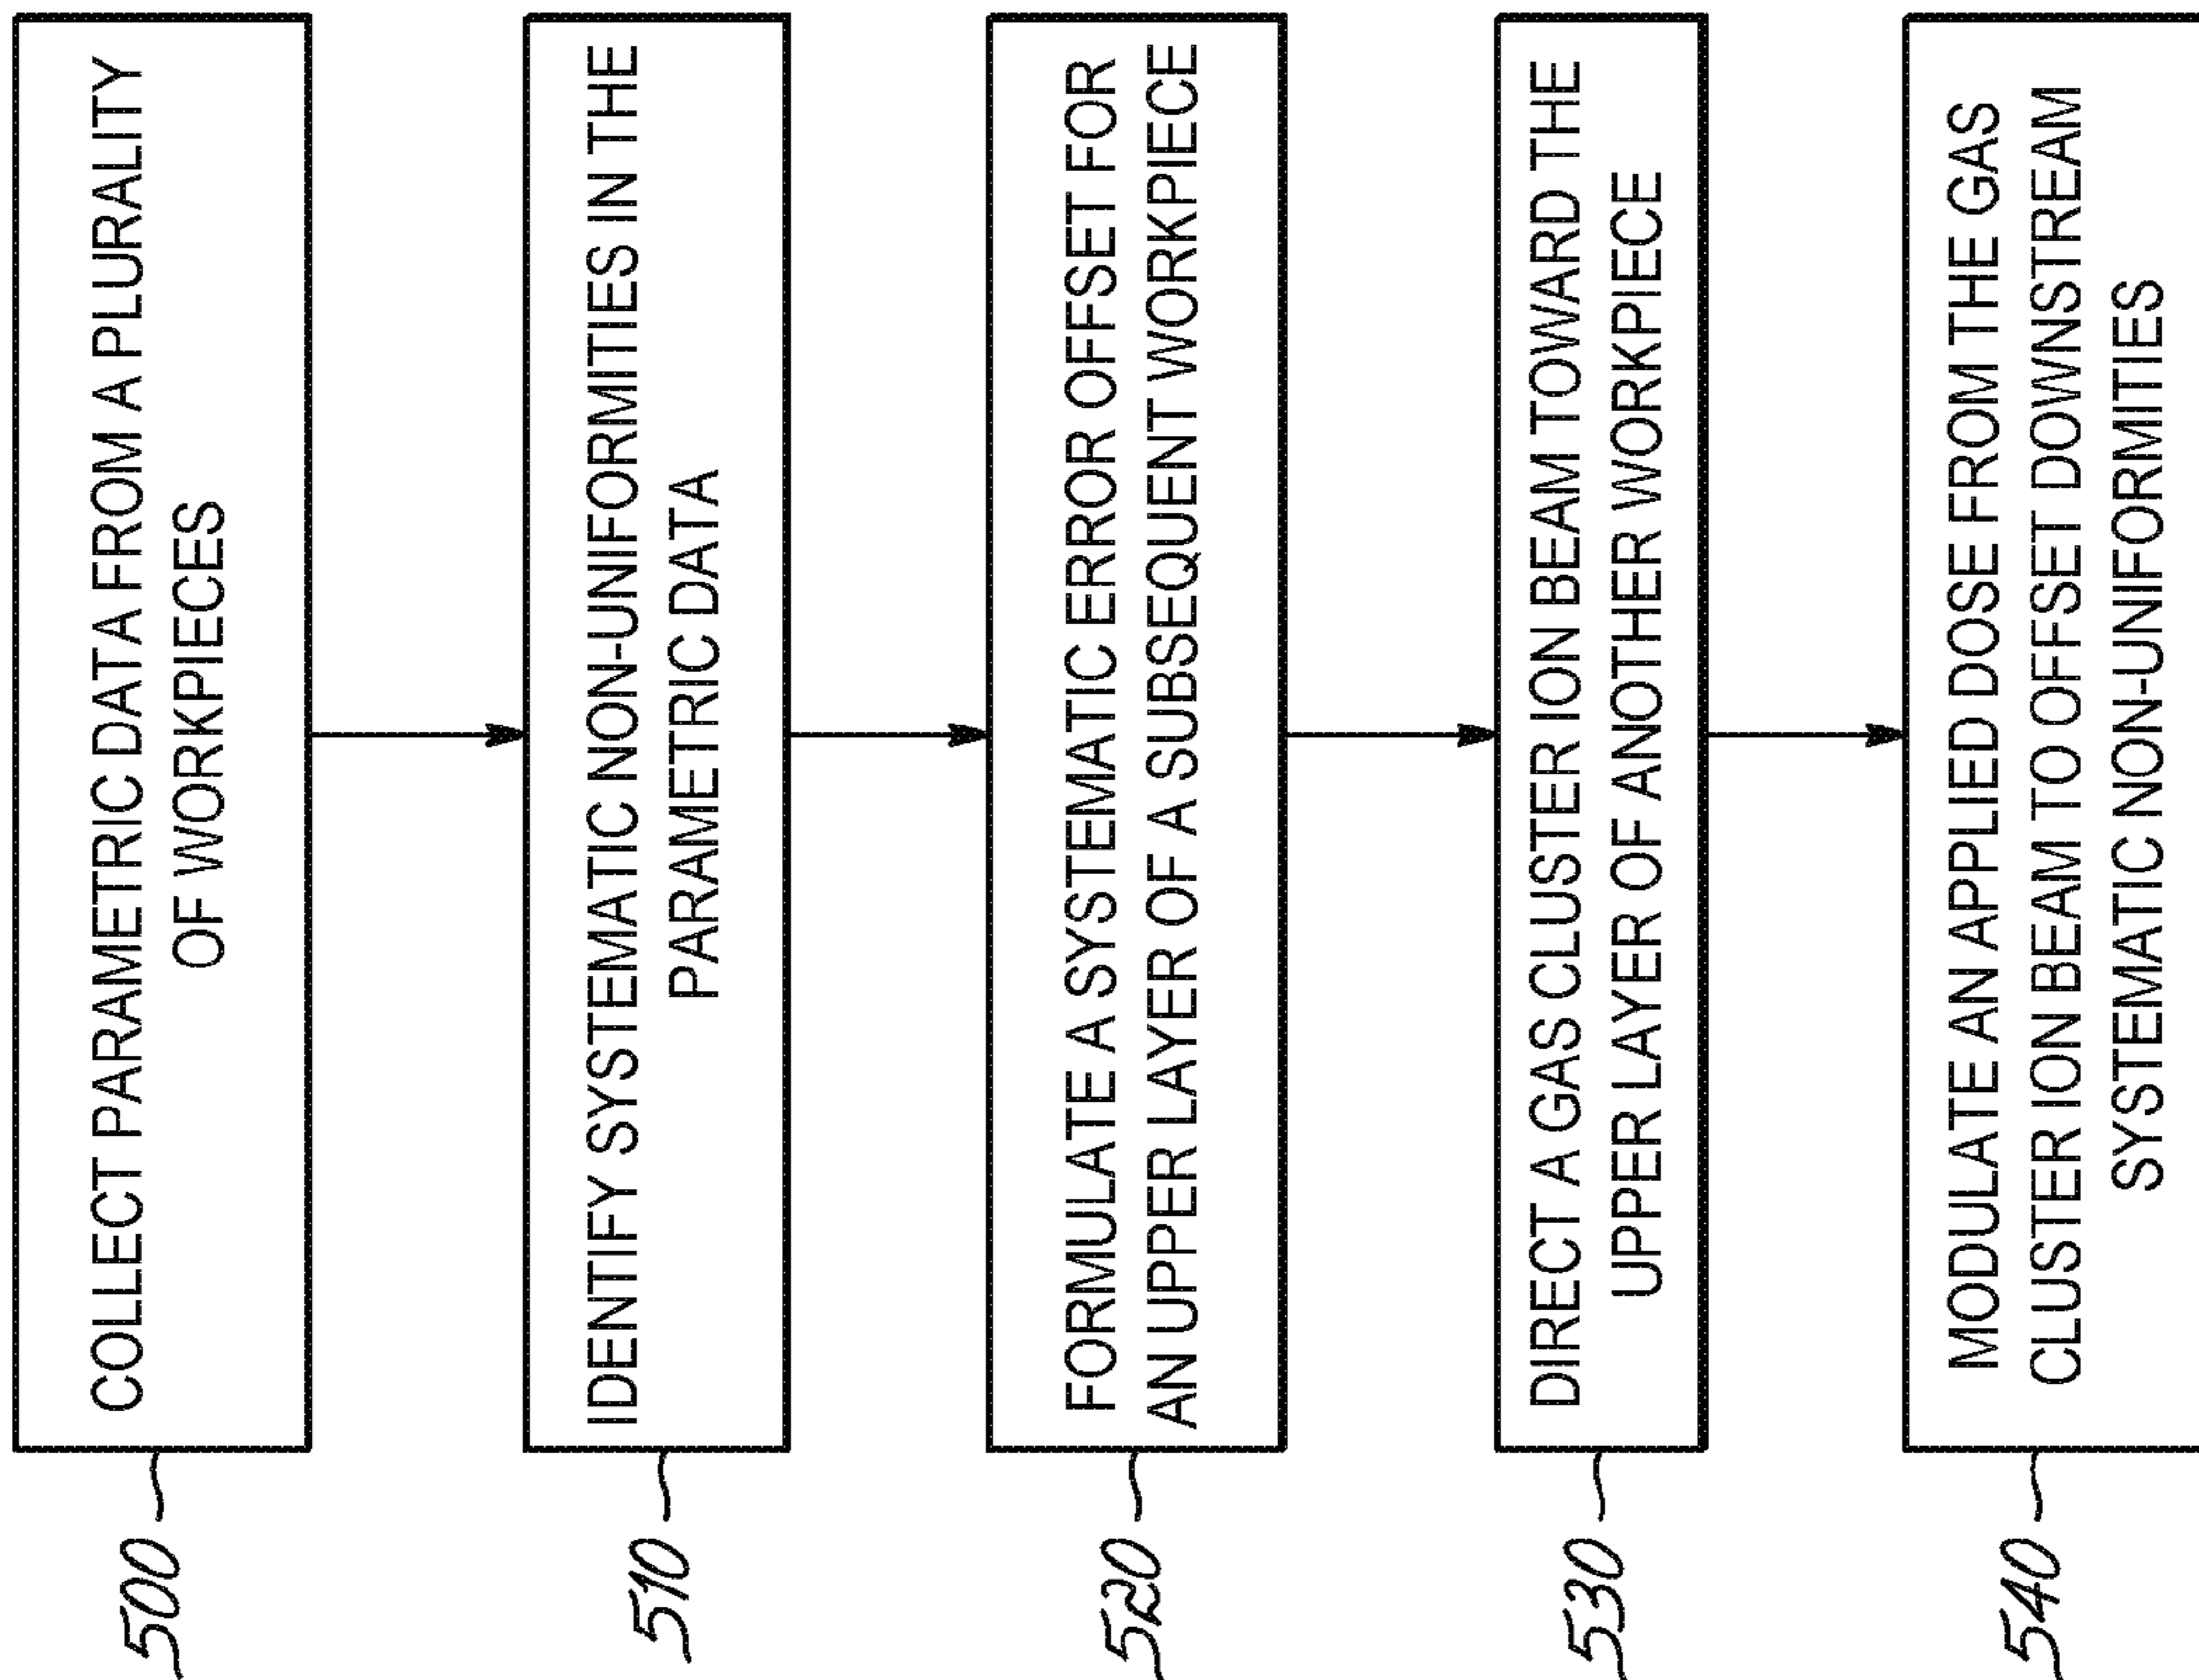 500
COLLECT PARAMETRIC DATA FROM A PLURALITY
OF WORKPIECES
510
IDENTIFY SYSTEMATIC NON-UNIFORMITIES IN THE
PARAMETRIC DATA
520
FORMULATE A SYSTEMATIC ERROR OFFSET FOR
AN UPPER LAYER OF A SUBSEQUENT WORKPIECE
530
DIRECT A GAS CLUSTER ION BEAM TOWARD THE
UPPER LAYER OF ANOTHER WORKPIECE
540
MODULATE AN APPLIED DOSE FROM THE GAS
CLUSTER ION BEAM TO OFFSET DOWNSTREAM
SYSTEMATIC NON-UNIFORMITIES